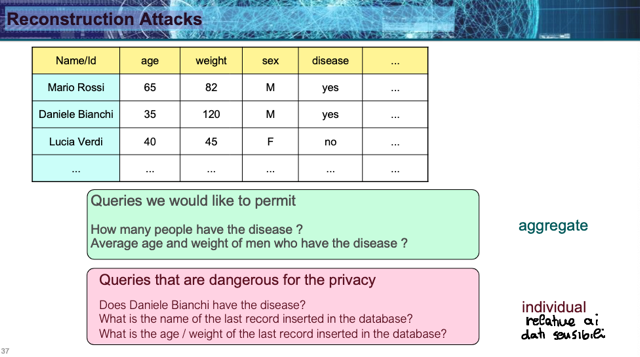 Reconstruction Attacks
Name/Id age weight sex disease ...
Mario Rossi 65 82 M yes ...
Daniele Bianchi 35 120 M yes ...
Lucia Verdi 40 45 F no ...
... ... ... ... ... ...
Queries we would like to permit
How many people have the disease ?
Average age and weight of men who have the disease ?
aggregate
Queries that are dangerous for the privacy
Does Daniele Bianchi have the disease?
What is the name of the last record inserted in the database?
What is the age / weight of the last record inserted in the database?
individual
relative ai
dati sensibili
37